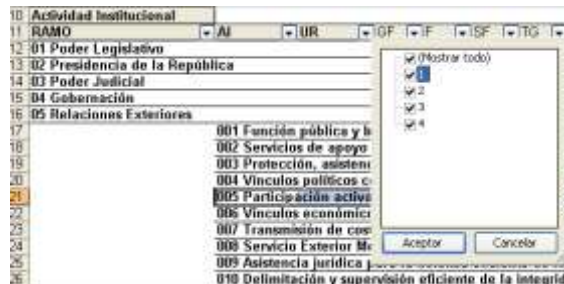 10 Actividad Institucional
11 RAMO AI UR GF IF SF TG
12 01 Poder Legislativo
13 02 Presidencia de la República
14 03 Poder Judicial
15 04 Gobernación
16 05 Relaciones Exteriores
17 001 Función pública y
18 002 Servicios de apoyo
19 003 Protección,
20 004 Vínculos políticos
21 005 Participación activa
22 006 Vínculos
23 007 Transmisión de
24 008 Servicio Exterior
25 009 Asistencia jurídica
26 010 Delimitación y supervisión eficiente de la
(Mostrar todo)
1
2
3
4
Aceptar Cancelar